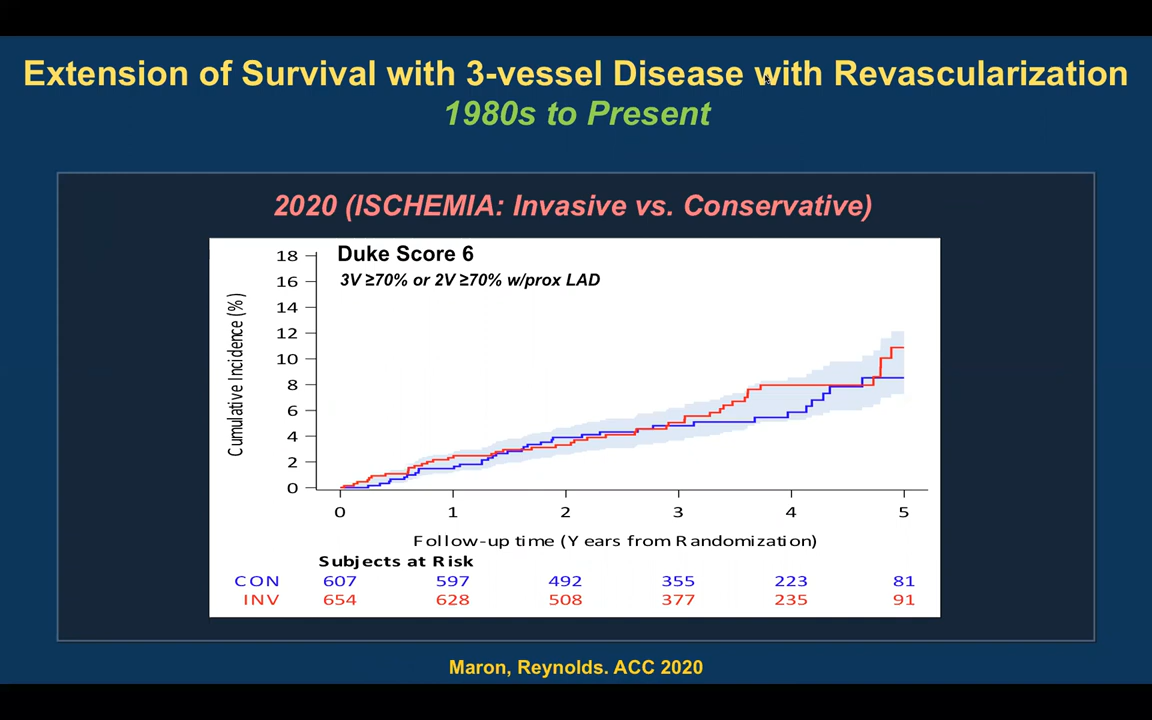 Extension of Survival with 3-vessel Disease with Revascularization
1980s to Present
2020 (ISCHEMIA: Invasive vs. Conservative)
Duke Score 6
3V ≥70% or 2V ≥70% w/prox LAD
Cumulative Incidence (%)
18
16
14
12
10
8
6
4
2
0
0 1 2 3 4 5
Follow-up time (Years from Randomization)
Subjects at Risk
CON 607 597 492 355 223 81
INV 654 628 508 377 235 91
Maron, Reynolds. ACC 2020